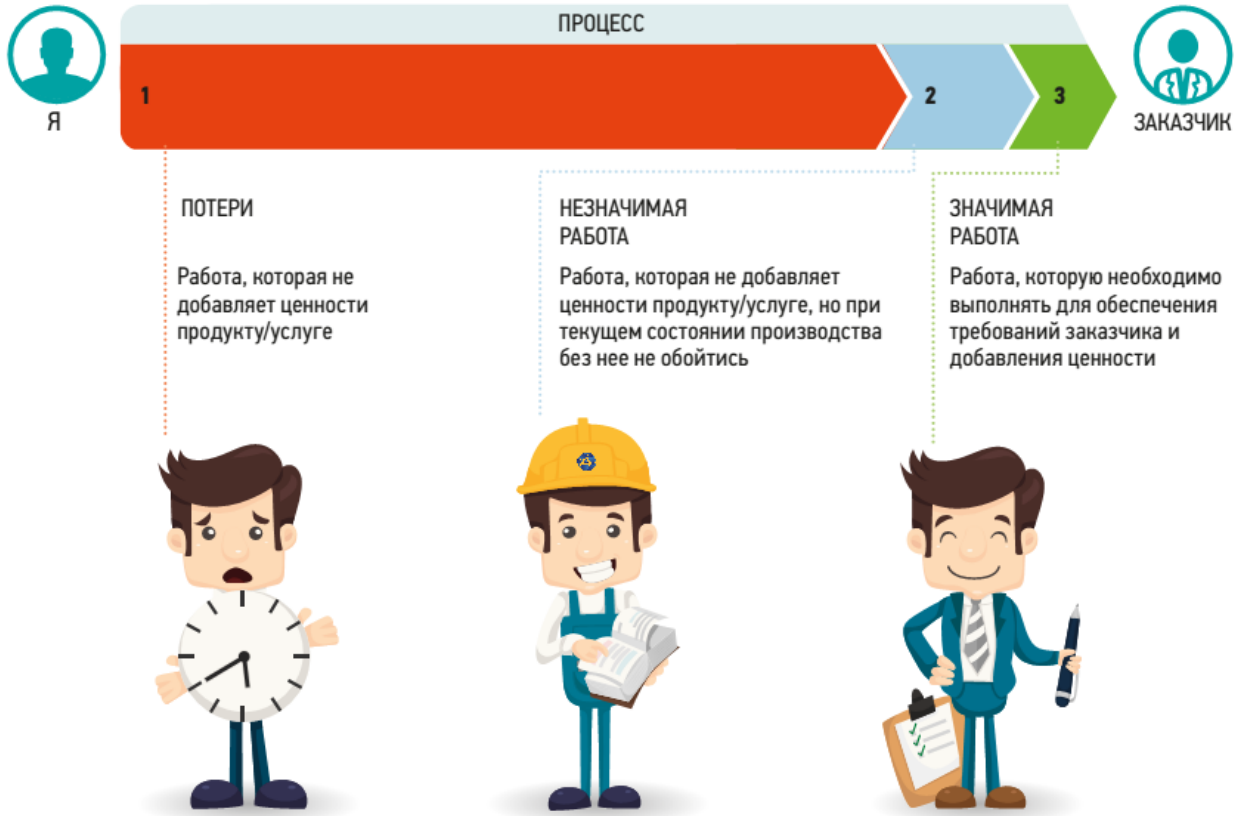 ПРОЦЕСС
1
2
3
Я
ЗАКАЗЧИК
ПОТЕРИ
Работа, которая не
добавляет ценности
продукту/услуге
НЕЗНАЧИМАЯ
РАБОТА
Работа, которая не добавляет
ценности продукту/услуге, но при
текущем состоянии производства
без нее не обойтись
ЗНАЧИМАЯ
РАБОТА
Работа, которую необходимо
выполнять для обеспечения
требований заказчика и
добавления ценности